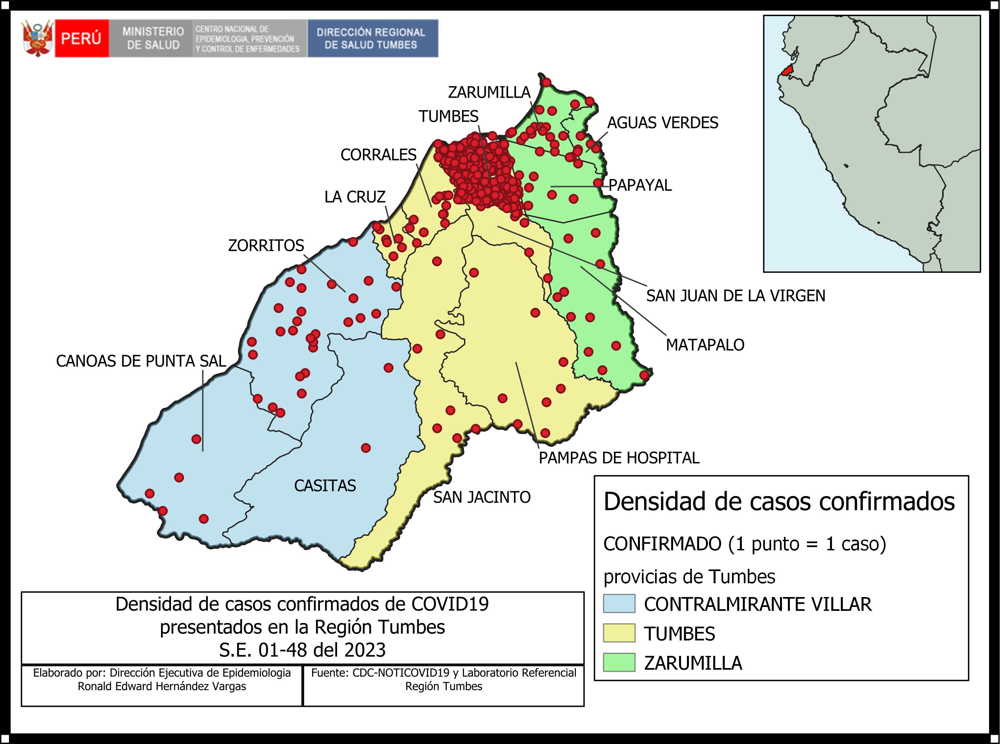 PERÚ
MINISTERIO
DE SALUD
CENTRO NACIONAL DE
EPIDEMIOLOGIA, PREVENCIÓN
Y CONTROL DE ENFERMEDADES
DIRECCIÓN REGIONAL
DE SALUD TUMBES
ZARUMILLA
TUMBES
AGUAS VERDES
CORRALES
PAPAYAL
LA CRUZ
ZORRITOS
SAN JUAN DE LA VIRGEN
MATAPALO
CANOAS DE PUNTA SAL
PAMPAS DE HOSPITAL
CASITAS
SAN JACINTO
Densidad de casos confirmados
CONFIRMADO (1 punto = 1 caso)
provicias de Tumbes
CONTRALMIRANTE VILLAR
TUMBES
ZARUMILLA
Densidad de casos confirmados de COVID19
presentados en la Región Tumbes
S.E. 01-48 del 2023
Elaborado por: Dirección Ejecutiva de Epidemiologia
Ronald Edward Hernández Vargas
Fuente: CDC-NOTICOVID19 y Laboratorio Referencial
Región Tumbes